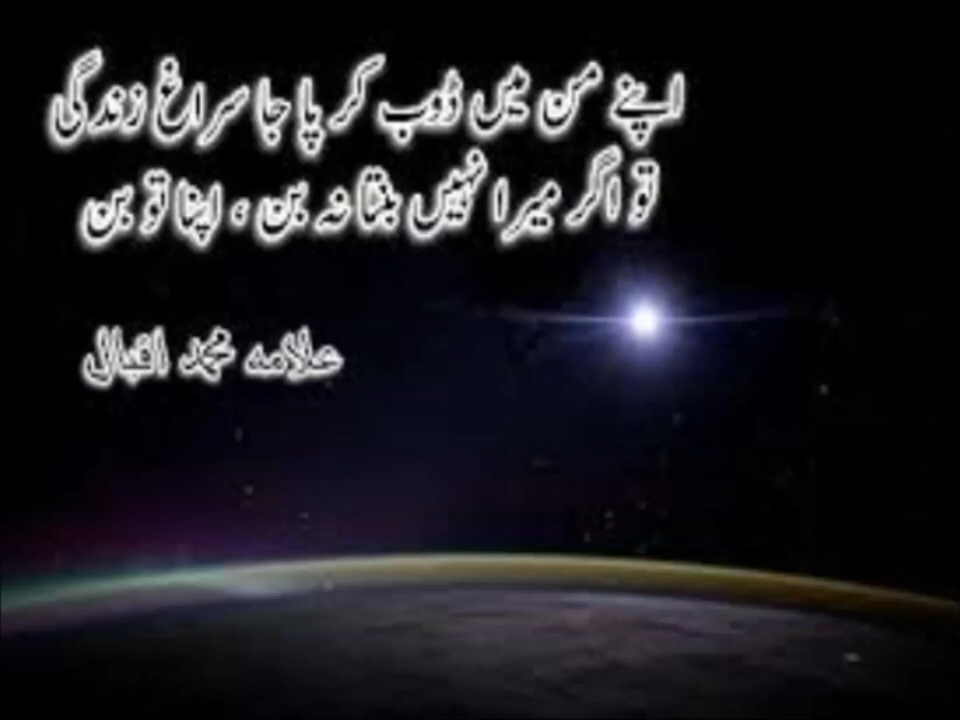 اپنے من میں ڈوب کر پا جا سراغ زندگی
تو اگر میرا نہیں بنتا نہ بن ، اپنا تو بن
علامہ محمد اقبال